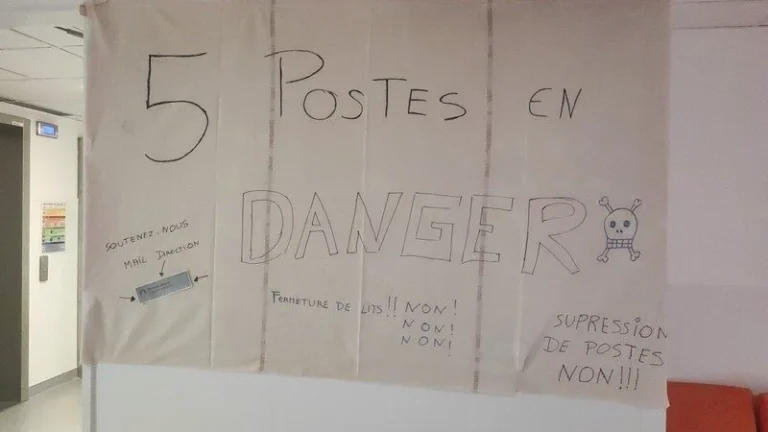 5 POSTES EN
DANGER
SOUTENEZ-NOUS
MAIL DIRECTION
FERMETURE DE LITS!! NON!
NON!
NON!
SUPRESSION
DE POSTES
NON!!!